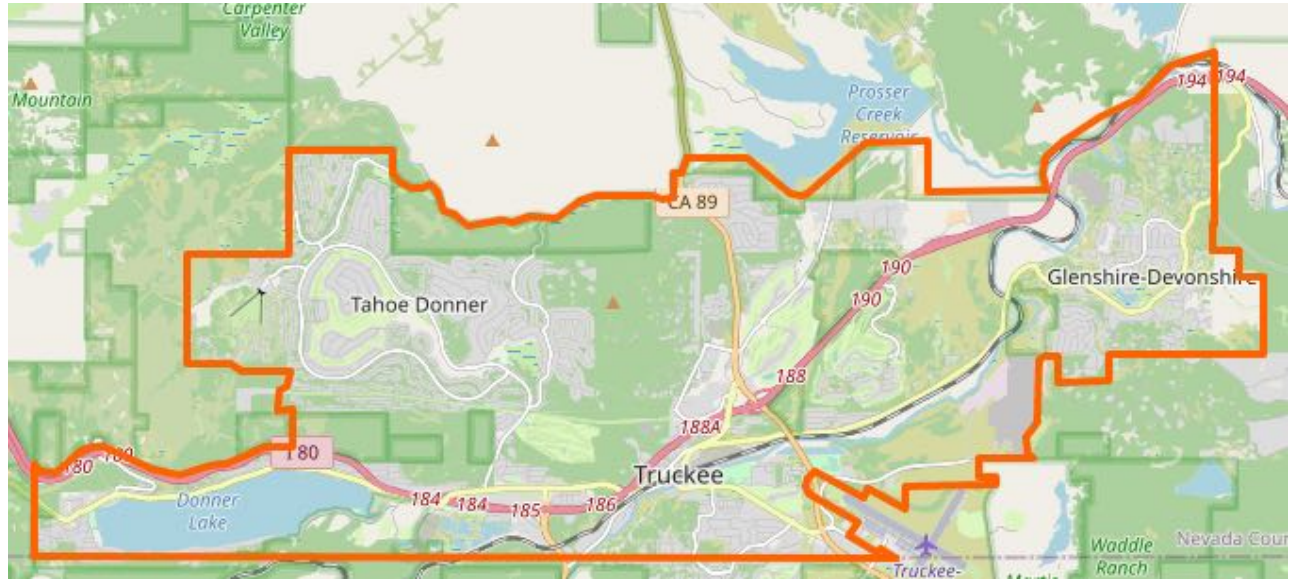 Carpenter
Valley
Mountain
Prosser
Creek
Reservoir
194
194
CA 89
190
190
Glenshire-Devonshire
Tahoe Donner
188
188A
180
180
I 80
Truckee
Donner
Lake
184
184
185
186
Nevada Coun
Waddle
Ranch
Truckee-